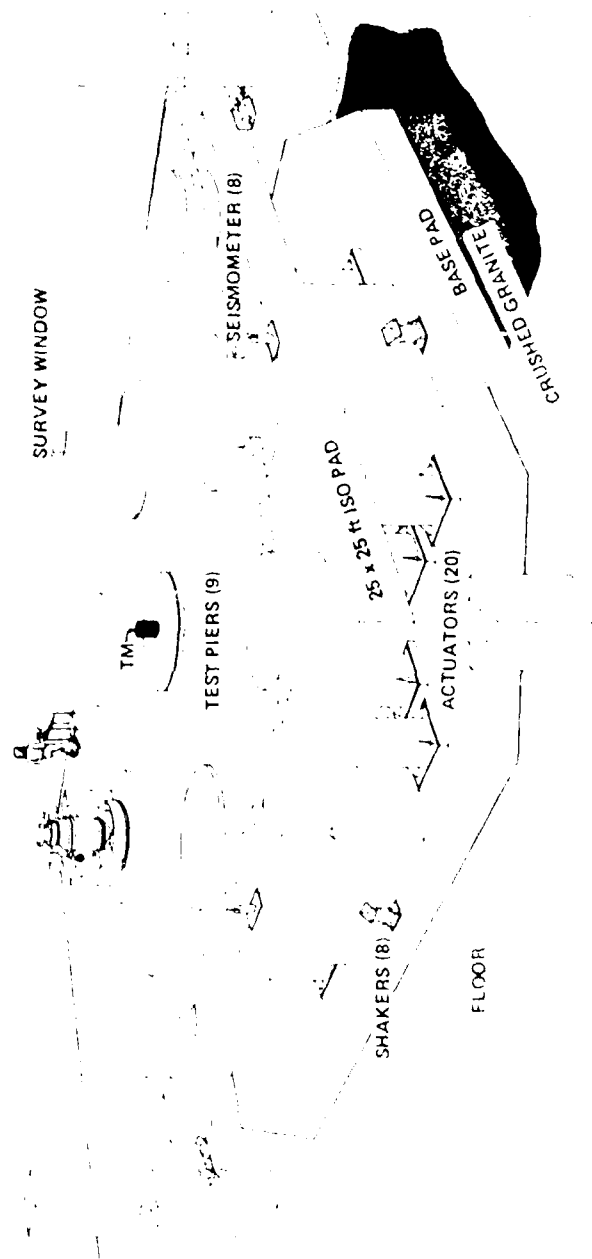 SURVEY WINDOW
TM
SEISMOMETER (8)
TEST PIERS (9)
25 x 25 ft ISO PAD
BASE PAD
CRUSHED GRANITE
ACTUATORS (20)
SHAKERS (8)
FLOOR